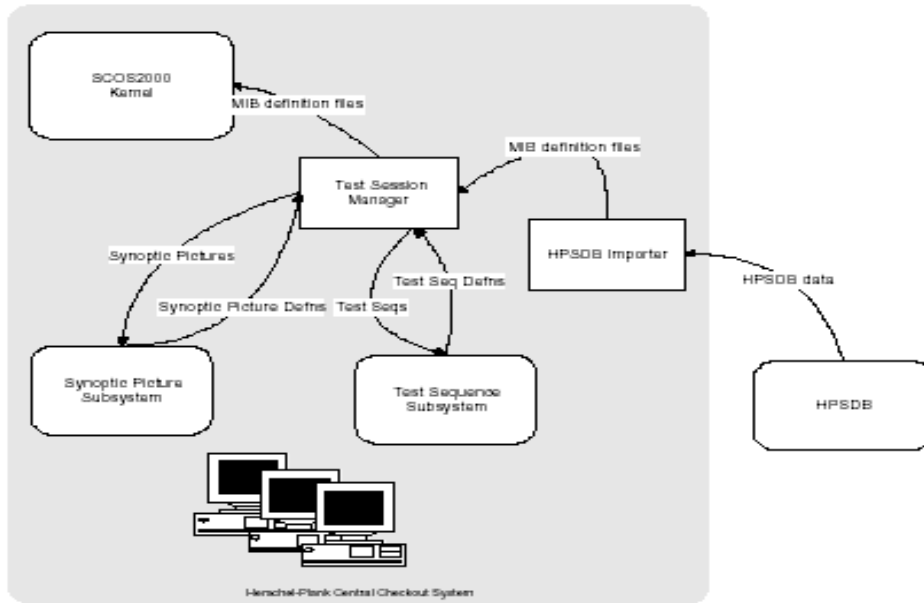 SCOS2000
Kernel
MIB definition files
MIB definition files
Test Session
Manager
HPSDB Importer
Synoptic Pictures
Test Seq Defns
HPSDB data
Synoptic Picture Defns
Test Seqs
Synoptic Picture
Subsystem
Test Sequence
Subsystem
HPSDB
Herschel-Plank Central Checkout System